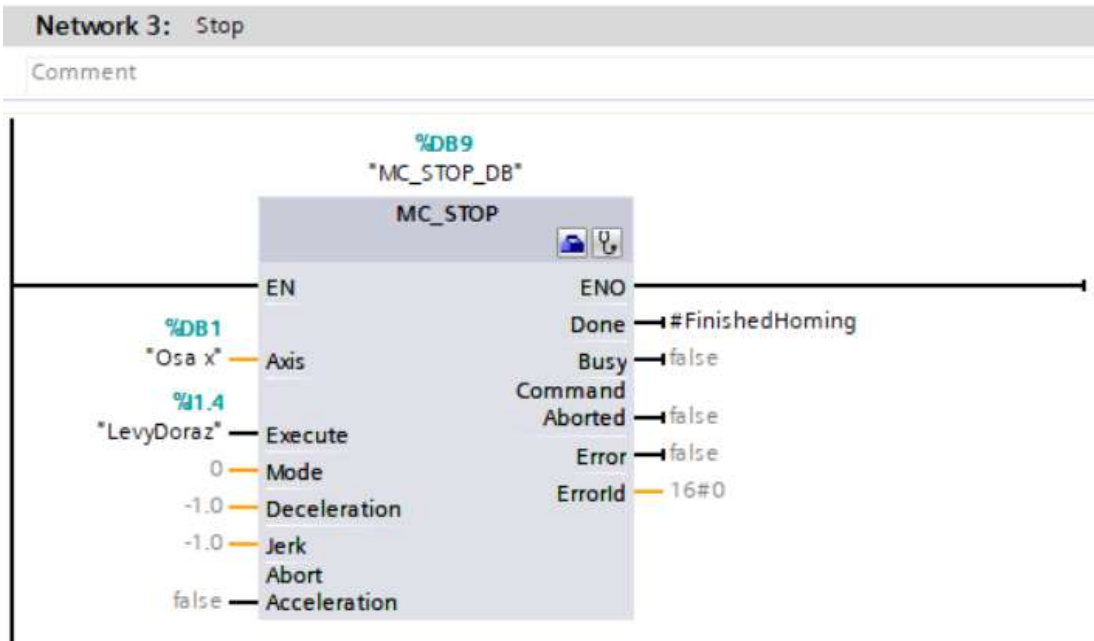 Network 3: Stop
Comment
%DB9
"MC_STOP_DB"
MC_STOP
EN
ENO
%DB1
"Osa x"
Axis
%I1.4
"LevyDoraz"
Execute
0
Mode
-1.0
Deceleration
-1.0
Jerk
Abort
false
Acceleration
Done
#FinishedHoming
Busy
false
Command
Aborted
false
Error
false
ErrorId
16#0